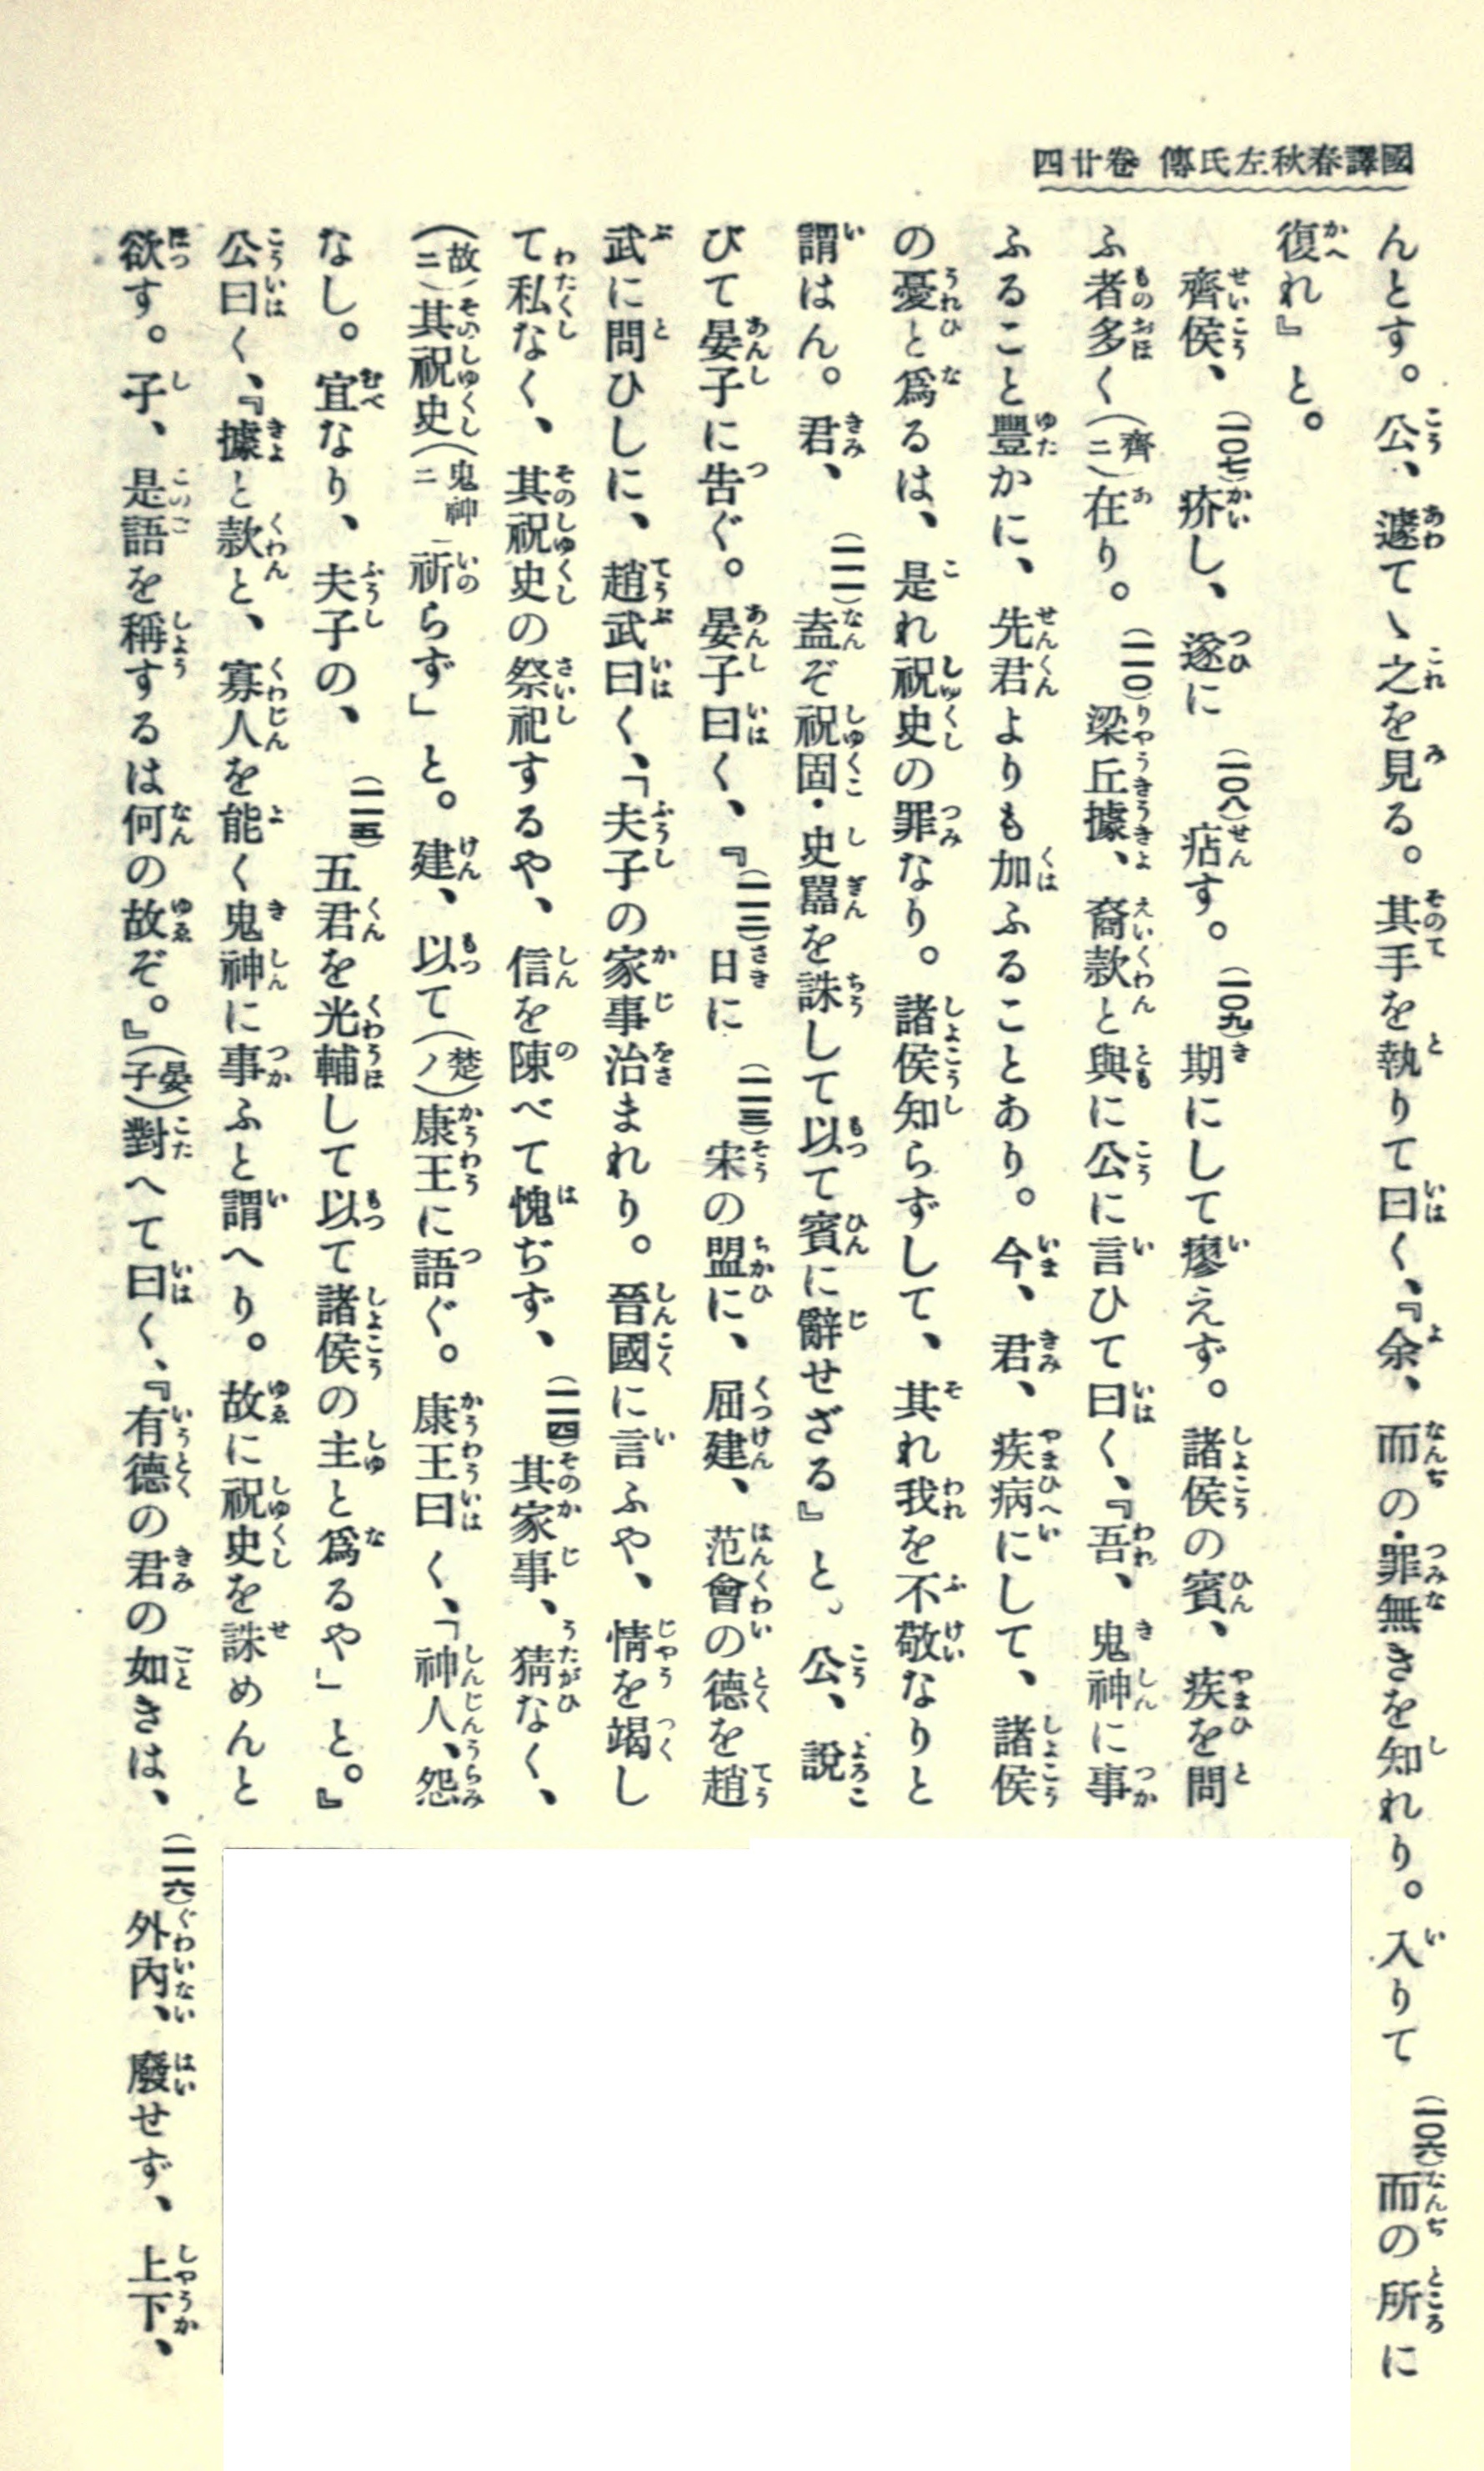 國譯春秋左氏傳 卷廿四
んとす。公、遽てゝ之を見る。其手を執りて曰く、『余、而の罪無きを知れり。入りて(一〇六)而の所に
復れ』と。
齊侯、(一〇七)疥し、遂に(一〇八)痁す。(一〇九)期にして瘳えず。諸侯の賓、疾を問
ふ者多く(齊ニ)在り。(一一〇)梁丘據、裔款と與に公に言ひて曰く、『吾、鬼神に事
ふること豐かに、先君よりも加ふることあり。今、君、疾病にして、諸侯
の憂と爲るは、是れ祝史の罪なり。諸侯知らずして、其れ我を不敬なりと
謂はん。君、(一一一)盍ぞ祝固・史嚚を誅して以て賓に辭せざる』と。公、說
びて晏子に告ぐ。晏子曰く、『(一一二)日に(一一三)宋の盟に、屈建、范會の德を趙
武に問ひしに、趙武曰く、「夫子の家事治まれり。晉國に言ふや、情を竭し
て私なく、其祝史の祭祀するや、信を陳べて愧ぢず、(一一四)其家事、猜なく、
(故ニ)其祝史(鬼神ニ)祈らず」と。建、以て(楚ノ)康王に語ぐ。康王曰く、「神人、怨
なし。宜なり、夫子の、(一一五)五君を光輔して以て諸侯の主と爲るや」と。』
公曰く、『據と款と、寡人を能く鬼神に事ふと謂へり。故に祝史を誅めんと
欲す。子、是語を稱するは何の故ぞ。』(晏子)對へて曰く、『有德の君の如きは、(一一六)外內、廢せず、上下、